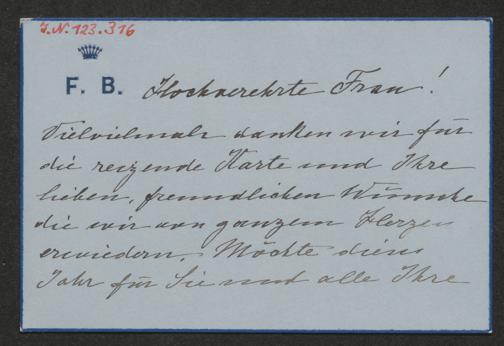 J.N. 123.316
F. B.
Hochverehrte Frau!
Vielvielmals danken wir für
die reizende Karte und Ihre
lieben, freundlichen Wünsche
die wir von ganzem Herzen
erwiedern. Möchte dieses
Jahr für Sie und alle Ihre